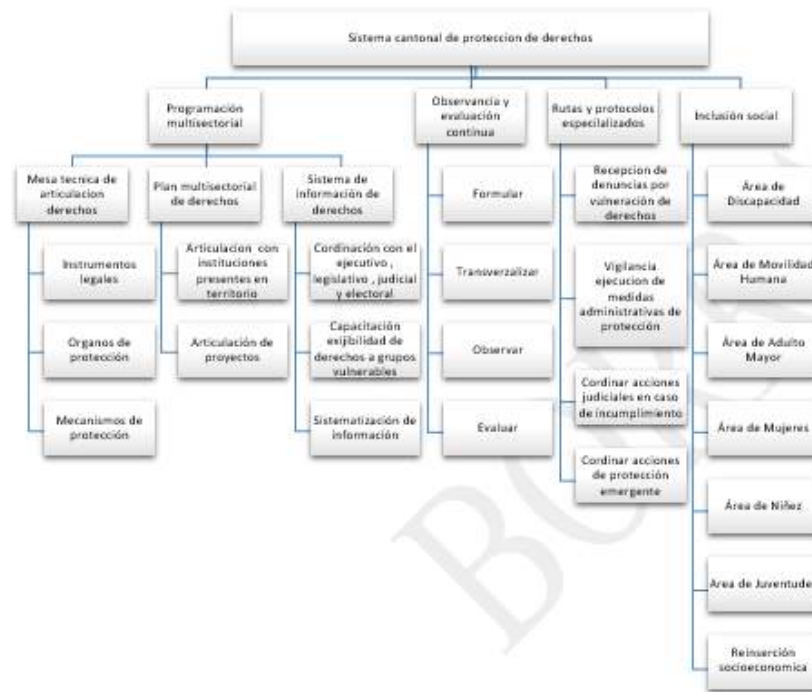 Sistema cantonal de proteccion de derechos
Programación
multisectorial
Observancia y
evaluación
continua
Rutas y protocolos
especilalizados
Inclusión social
Mesa tecnica de
articulacion
derechos
Plan multisectorial
de derechos
Sistema de
información de
derechos
Instrumentos
legales
Organos de
protección
Mecanismos de
protección
Articulacion con
instituciones
presentes en
territorio
Articulación de
proyectos
Cordinación con el
ejecutivo ,
legislativo , judicial
y electoral
Capacitación
exijibilidad de
derechos a grupos
vulnerables
Sistematización de
información
Formular
Transverzalizar
Observar
Evaluar
Recepcion de
denuncias por
vulneración de
derechos
Vigilancia
ejecucion de
medidas
administrativas de
protección
Cordinar acciones
judiciales en caso
de incumplimiento
Cordinar acciones
de protección
emergente
Área de
Discapacidad
Área de Movilidad
Humana
Área de Adulto
Mayor
Área de Mujeres
Área de Niñez
Area de Juventude
Reinserción
socioeconomica